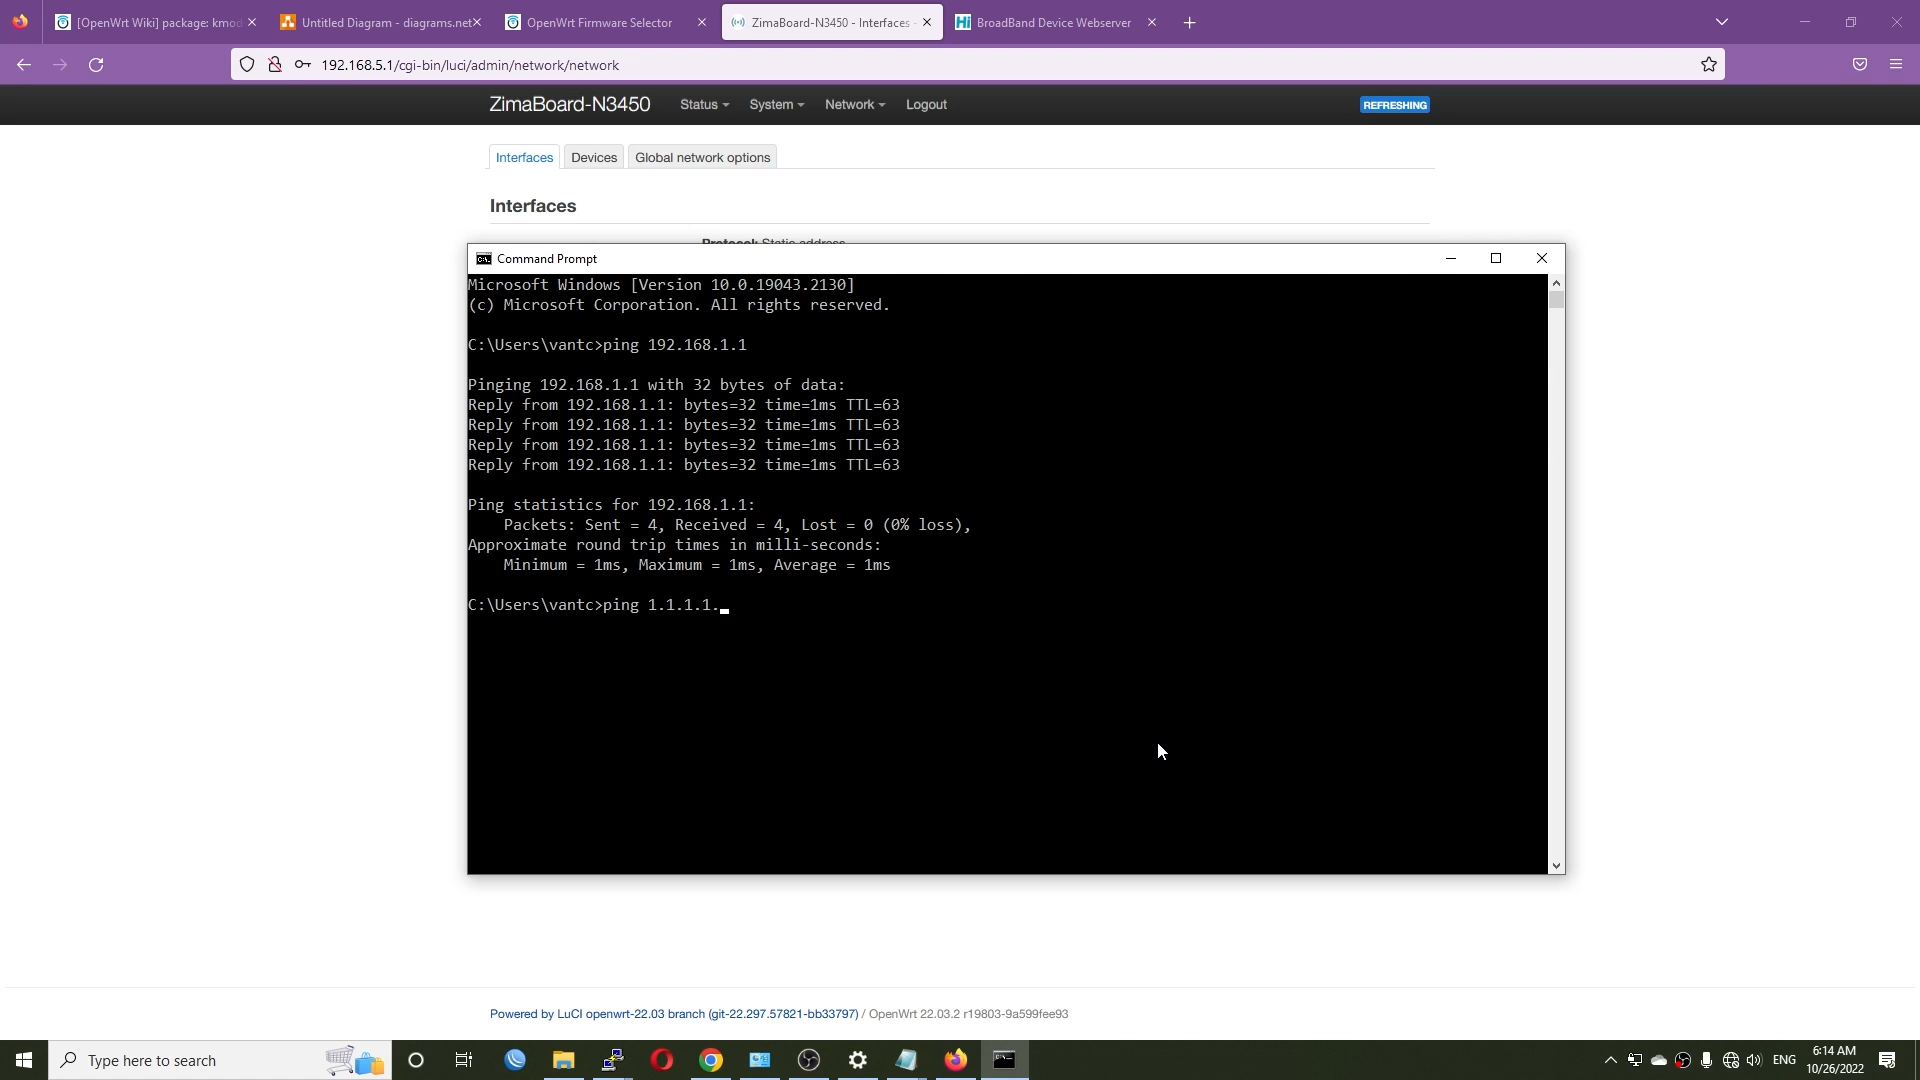 [OpenWrt Wiki] package: kmod
Untitled Diagram - diagrams.net
OpenWrt Firmware Selector
ZimaBoard-N3450 - Interfaces -
Hi BroadBand Device Webserver
192.168.5.1/cgi-bin/luci/admin/network/network
ZimaBoard-N3450 Status System Network Logout REFRESHING
Interfaces Devices Global network options
Interfaces
Protocol: Static address
Command Prompt
Microsoft Windows [Version 10.0.19043.2130]
(c) Microsoft Corporation. All rights reserved.
C:\Users\vantc>ping 192.168.1.1
Pinging 192.168.1.1 with 32 bytes of data:
Reply from 192.168.1.1: bytes=32 time=1ms TTL=63
Reply from 192.168.1.1: bytes=32 time=1ms TTL=63
Reply from 192.168.1.1: bytes=32 time=1ms TTL=63
Reply from 192.168.1.1: bytes=32 time=1ms TTL=63
Ping statistics for 192.168.1.1:
Packets: Sent = 4, Received = 4, Lost = 0 (0% loss),
Approximate round trip times in milli-seconds:
Minimum = 1ms, Maximum = 1ms, Average = 1ms
C:\Users\vantc>ping 1.1.1.1.
Powered by LuCI openwrt-22.03 branch (git-22.297.57821-bb33797) / OpenWrt 22.03.2 r19803-9a599fee93
Type here to search
ENG
6:14 AM
10/26/2022